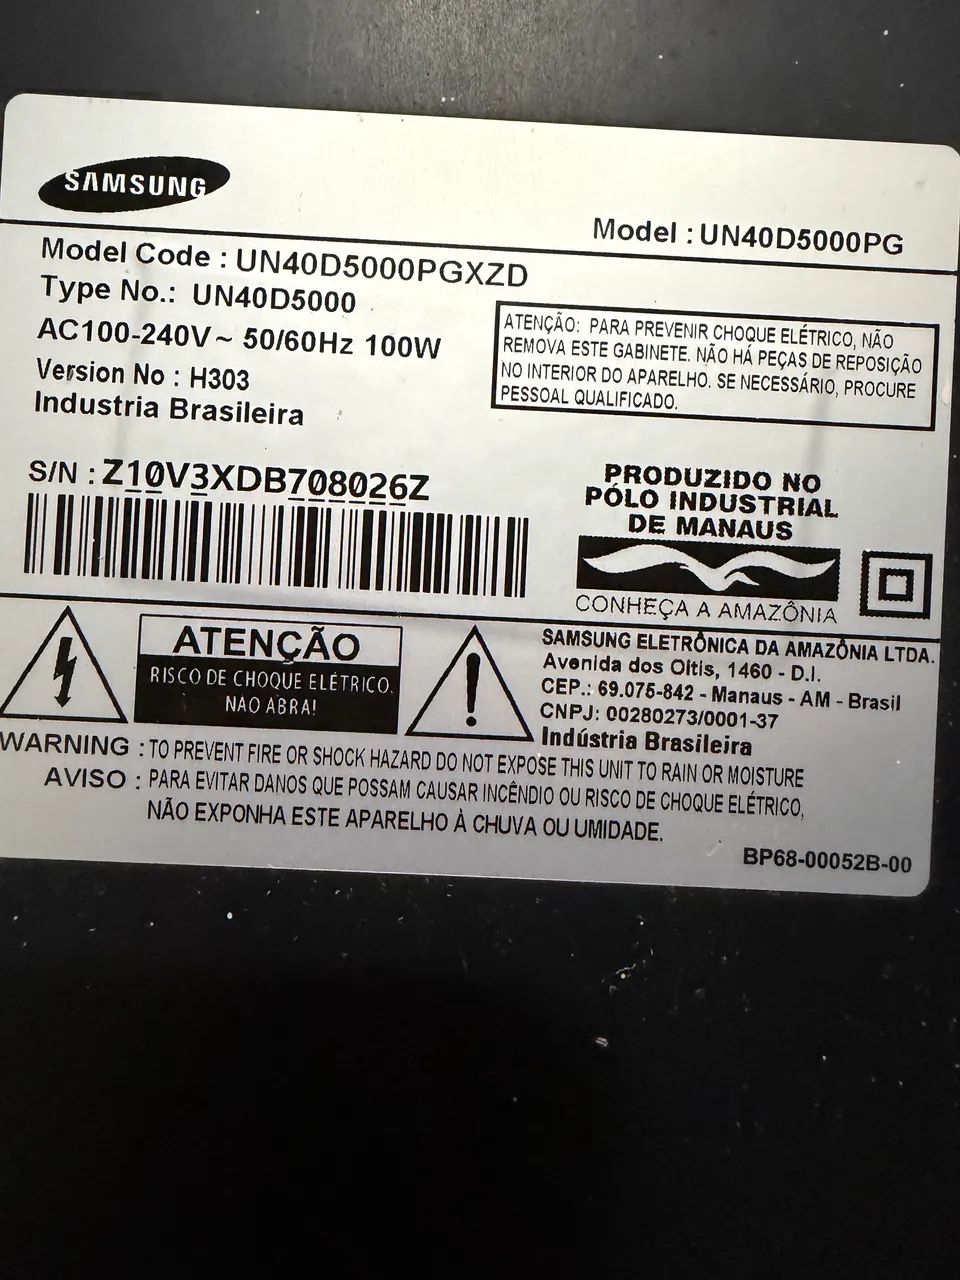 SAMSUNG
Model : UN40D5000PG
Model Code : UN40D5000PGXZD
Type No.: UN40D5000
AC100-240V~ 50/60Hz 100W
Version No : H303
Industria Brasileira
ATENÇÃO: PARA PREVENIR CHOQUE ELÉTRICO, NÃO
REMOVA ESTE GABINETE. NÃO HÁ PEÇAS DE REPOSIÇÃO
NO INTERIOR DO APARELHO. SE NECESSÁRIO, PROCURE
PESSOAL QUALIFICADO.
S/N : Z10V3XDB708026Z
PRODUZIDO NO
PÓLO INDUSTRIAL
DE MANAUS
CONHEÇA A AMAZÔNIA
ATENÇÃO
RISCO DE CHOQUE ELÉTRICO.
NÃO ABRA!
SAMSUNG ELETRÔNICA DA AMAZÔNIA LTDA.
Avenida dos Oitis, 1460 - D.I.
CEP.: 69.075-842 - Manaus - AM - Brasil
CNPJ: 00280273/0001-37
Indústria Brasileira
WARNING : TO PREVENT FIRE OR SHOCK HAZARD DO NOT EXPOSE THIS UNIT TO RAIN OR MOISTURE
AVISO : PARA EVITAR DANOS QUE POSSAM CAUSAR INCÊNDIO OU RISCO DE CHOQUE ELÉTRICO,
NÃO EXPONHA ESTE APARELHO À CHUVA OU UMIDADE.
BP68-00052B-00